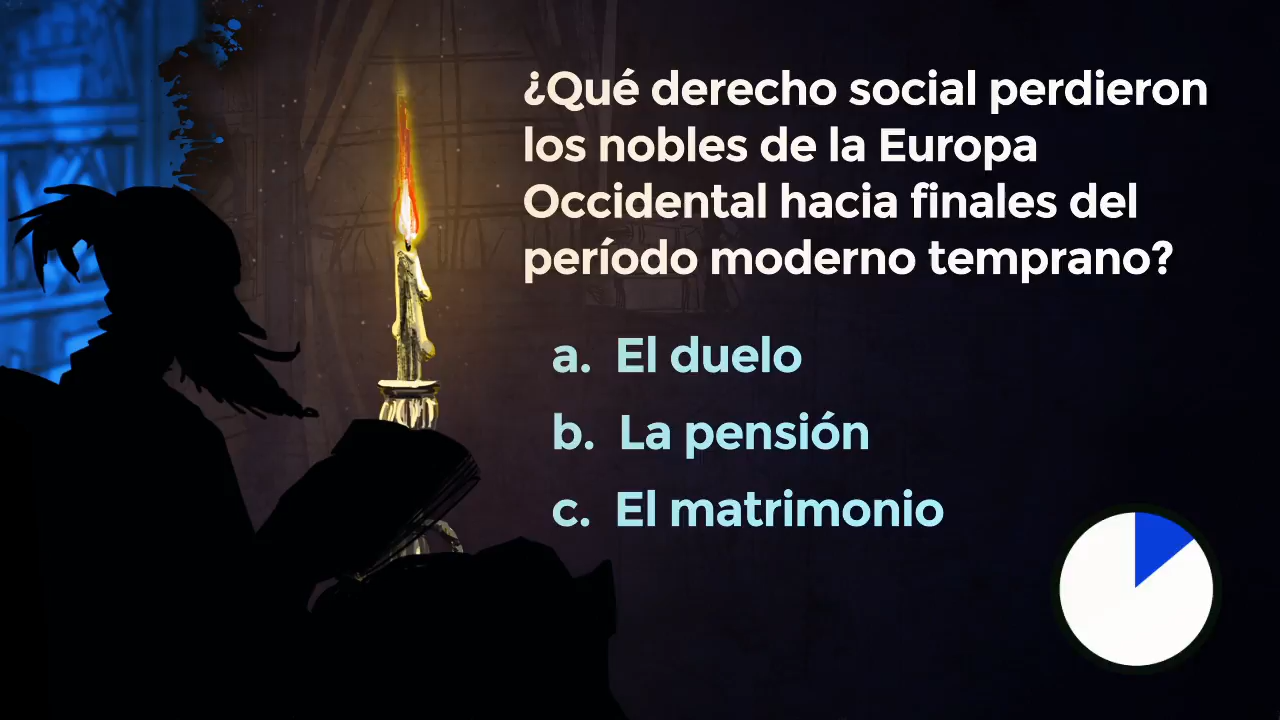 ¿Qué derecho social perdieron
los nobles de la Europa
Occidental hacia finales del
período moderno temprano?
a. El duelo
b. La pensión
c. El matrimonio